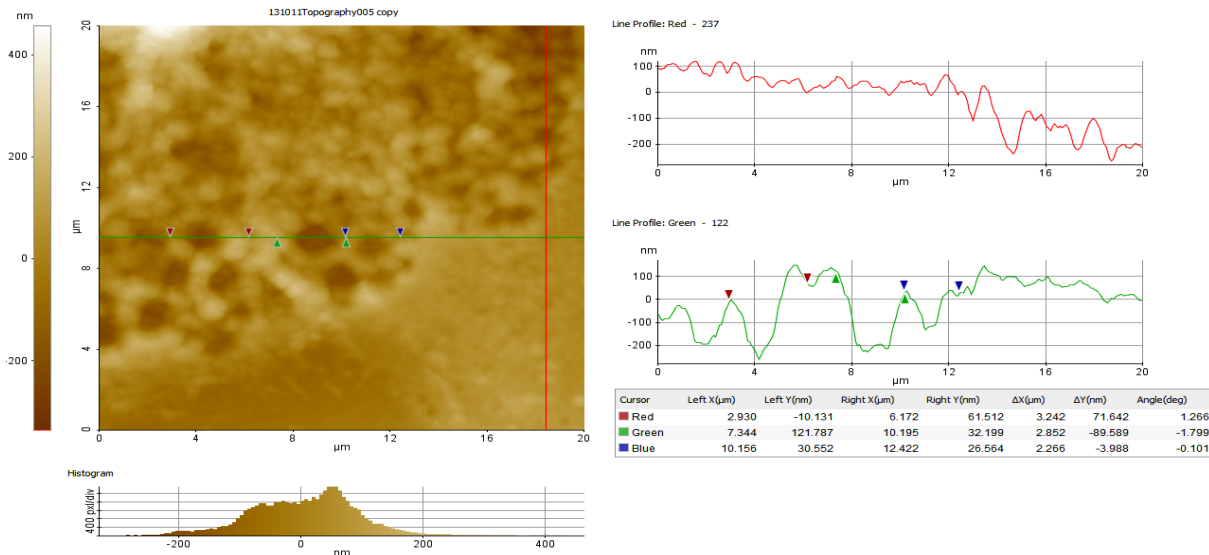 nm
131011Topography005 copy
400
200
0
-200
20
16
12
8
4
0
µm
0 4 8 12 16 20
µm
Histogram
400 pxl/div
-200 0 200 400
nm
Line Profile: Red - 237
nm
100
0
-100
-200
0 4 8 12 16 20
µm
Line Profile: Green - 122
nm
100
0
-100
-200
0 4 8 12 16 20
µm
Cursor Left X(µm) Left Y(nm) Right X(µm) Right Y(nm) ΔX(µm) ΔY(nm) Angle(deg)
Red 2.930 -10.131 6.172 61.512 3.242 71.642 1.266
Green 7.344 121.787 10.195 32.199 2.852 -89.589 -1.799
Blue 10.156 30.552 12.422 26.564 2.266 -3.988 -0.101